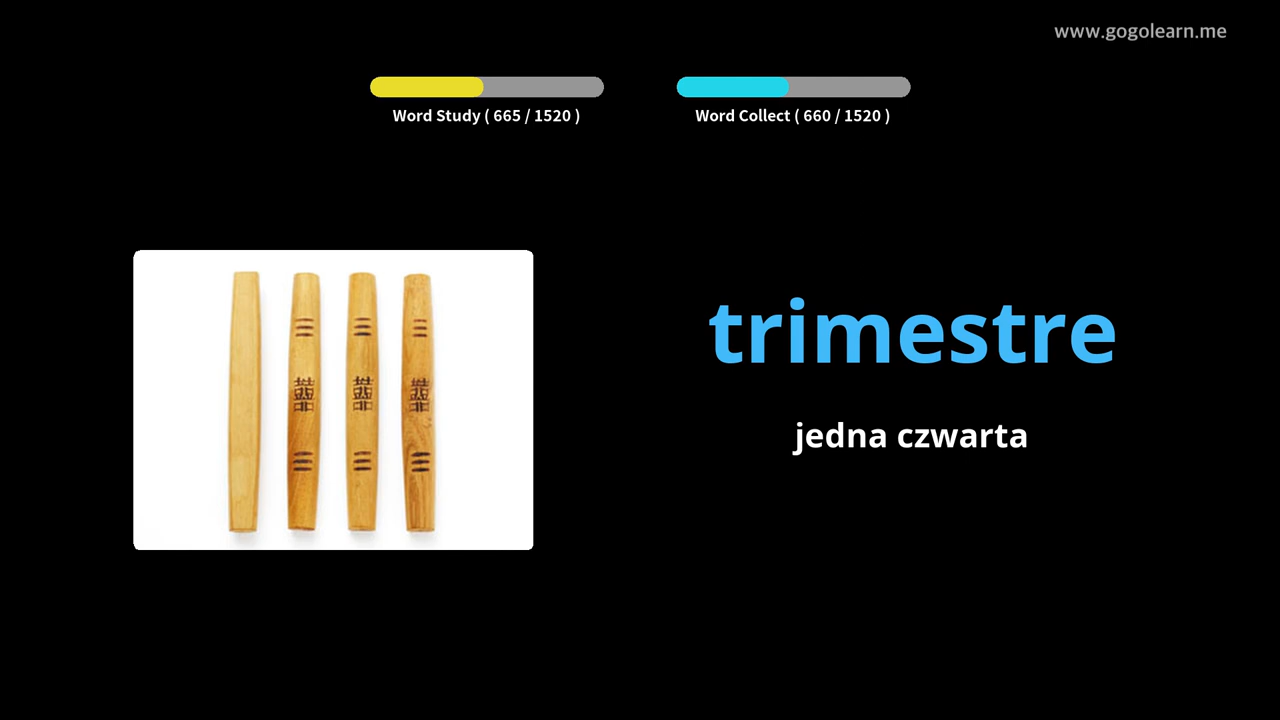 www.gogolearn.me
Word Study ( 665 / 1520 )
Word Collect ( 660 / 1520 )
trimestre
jedna czwarta